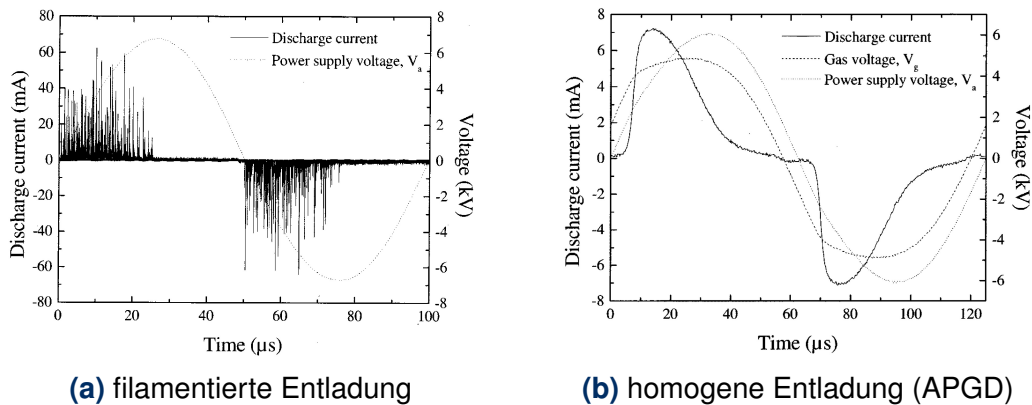 80
60
40
20
0
-20
-40
-60
-80
Discharge current (mA)
Discharge current
Power supply voltage, Va
8
6
4
2
0
-2
-4
-6
-8
Voltage (kV)
0 20 40 60 80 100
Time (µs)
(a) filamentierte Entladung
8
6
4
2
0
-2
-4
-6
-8
Discharge current (mA)
Discharge current
Gas voltage, Vg
Power supply voltage, Va
6
4
2
0
-2
-4
-6
Voltage (kV)
0 20 40 60 80 100 120
Time (µs)
(b) homogene Entladung (APGD)